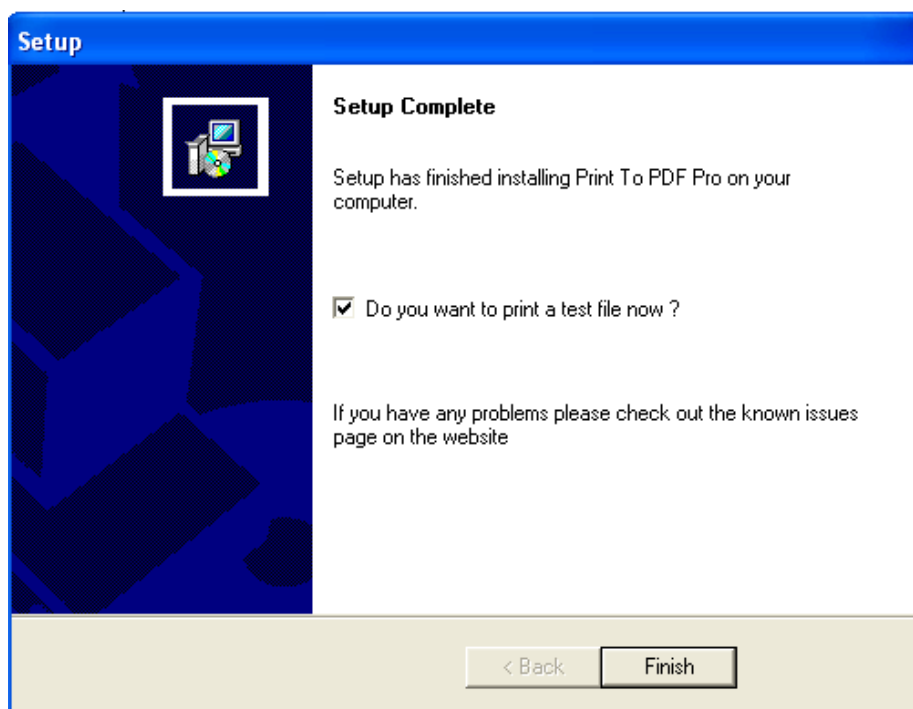 Setup
Setup Complete
Setup has finished installing Print To PDF Pro on your
computer.
Do you want to print a test file now ?
If you have any problems please check out the known issues
page on the website
< Back
Finish